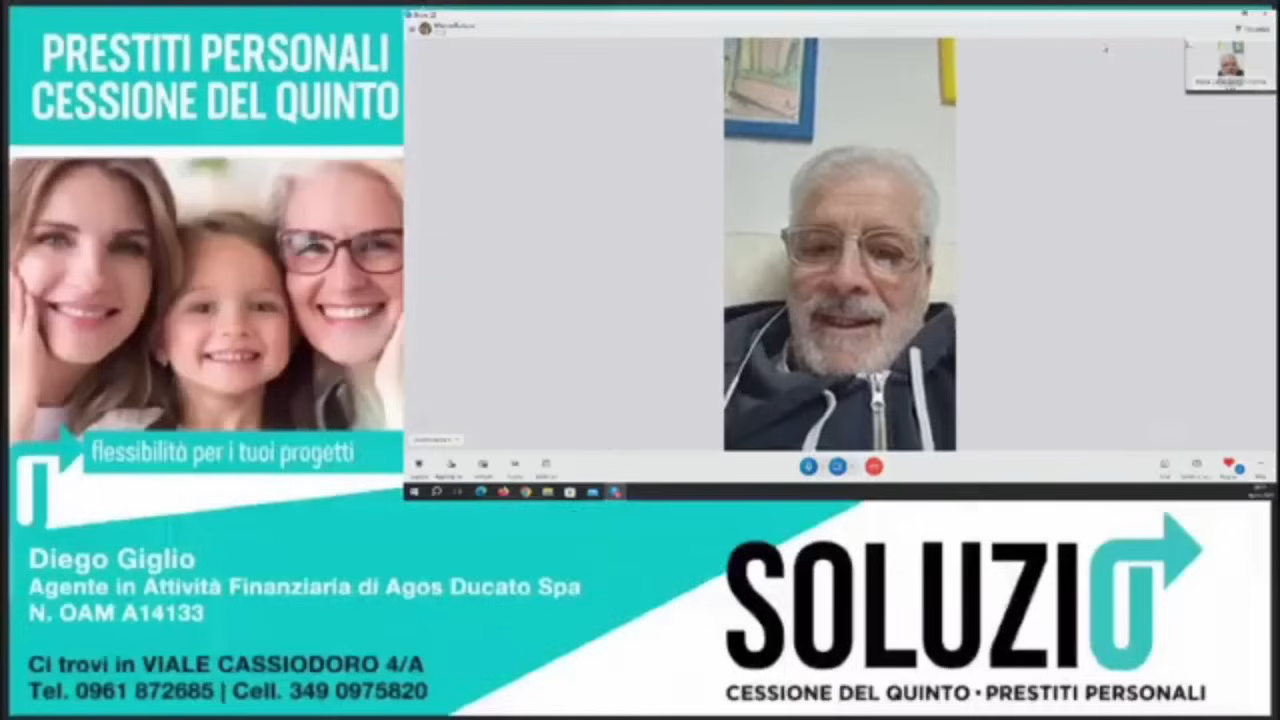 PRESTITI PERSONALI
CESSIONE DEL QUINTO
flessibilità per i tuoi progetti
Diego Giglio
Agente in Attività Finanziaria di Agos Ducato Spa
N. OAM A14133
Ci trovi in VIALE CASSIODORO 4/A
Tel. 0961 872685 | Cell. 349 0975820
SOLUZIO
CESSIONE DEL QUINTO • PRESTITI PERSONALI